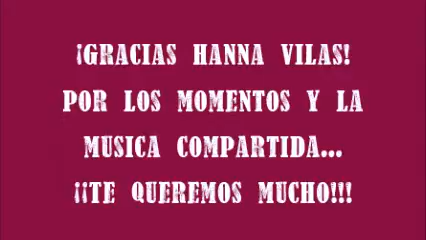 ¡GRACIAS HANNA VILAS!
POR LOS MOMENTOS Y LA
MUSICA COMPARTIDA...
¡¡TE QUEREMOS MUCHO!!!